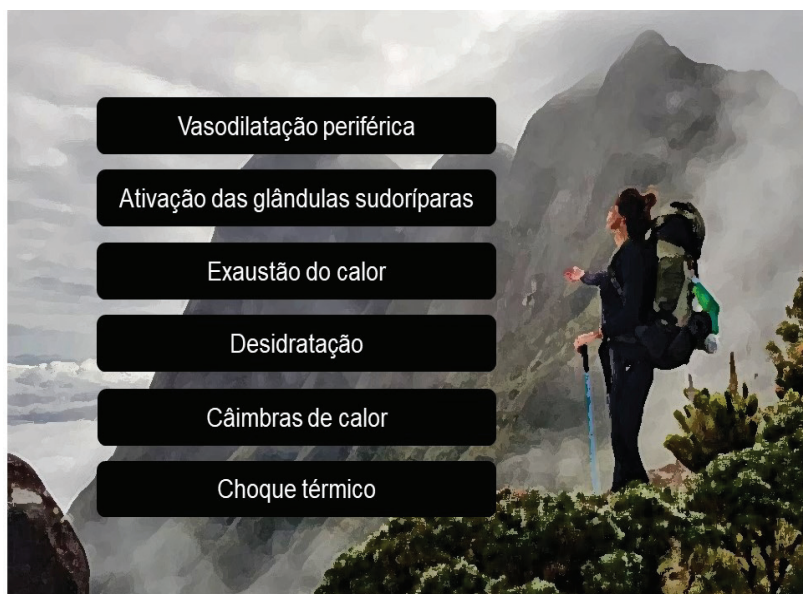 Vasodilatação periférica
Ativação das glândulas sudoríparas
Exaustão do calor
Desidratação
Câimbras de calor
Choque térmico